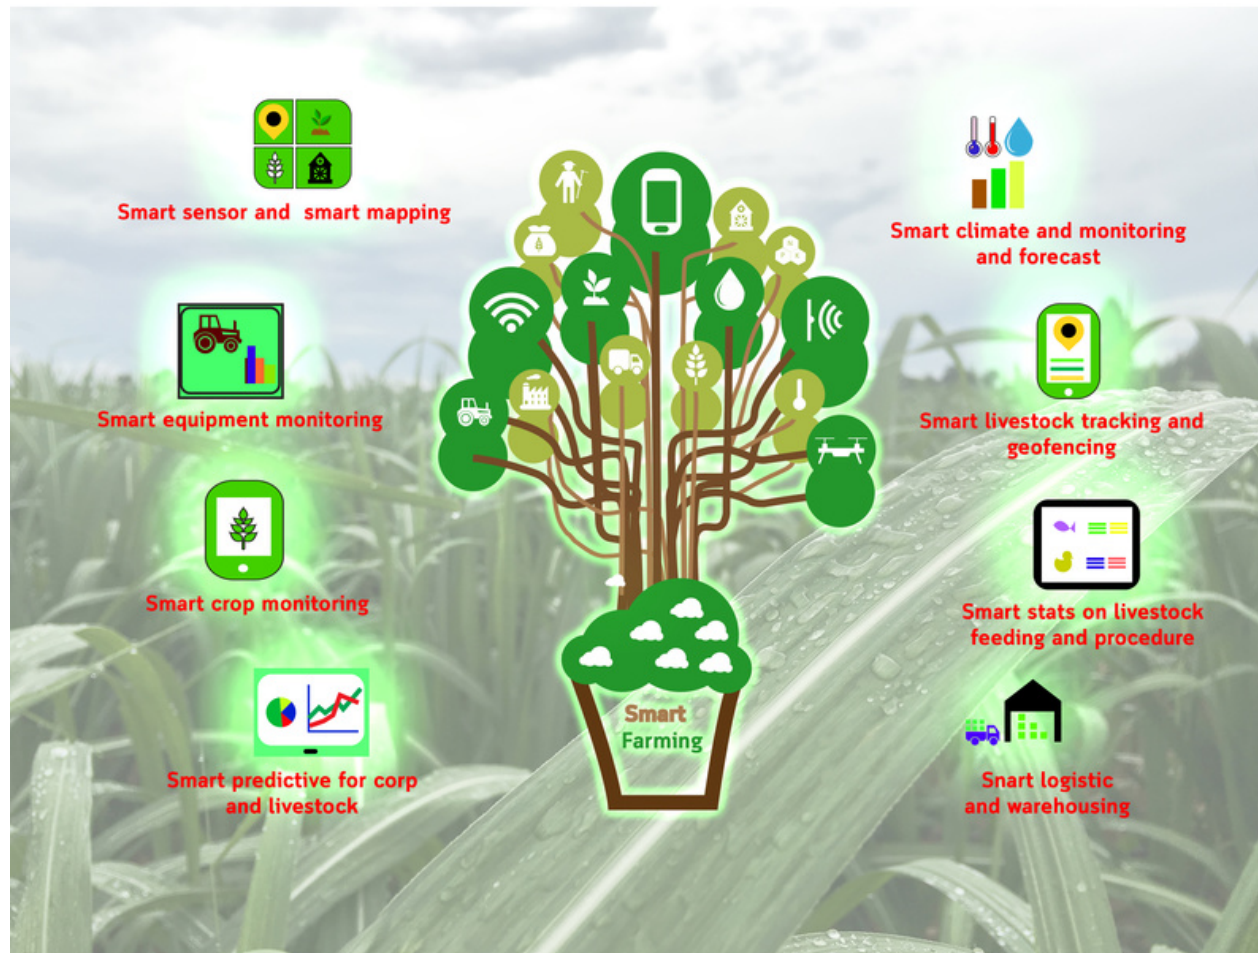 Smart sensor and smart mapping
Smart equipment monitoring
Smart crop monitoring
Smart predictive for corp
and livestock
Smart
Farming
Smart climate and monitoring
and forecast
Smart livestock tracking and
geofencing
Smart stats on livestock
feeding and procedure
Snart logistic
and warehousing